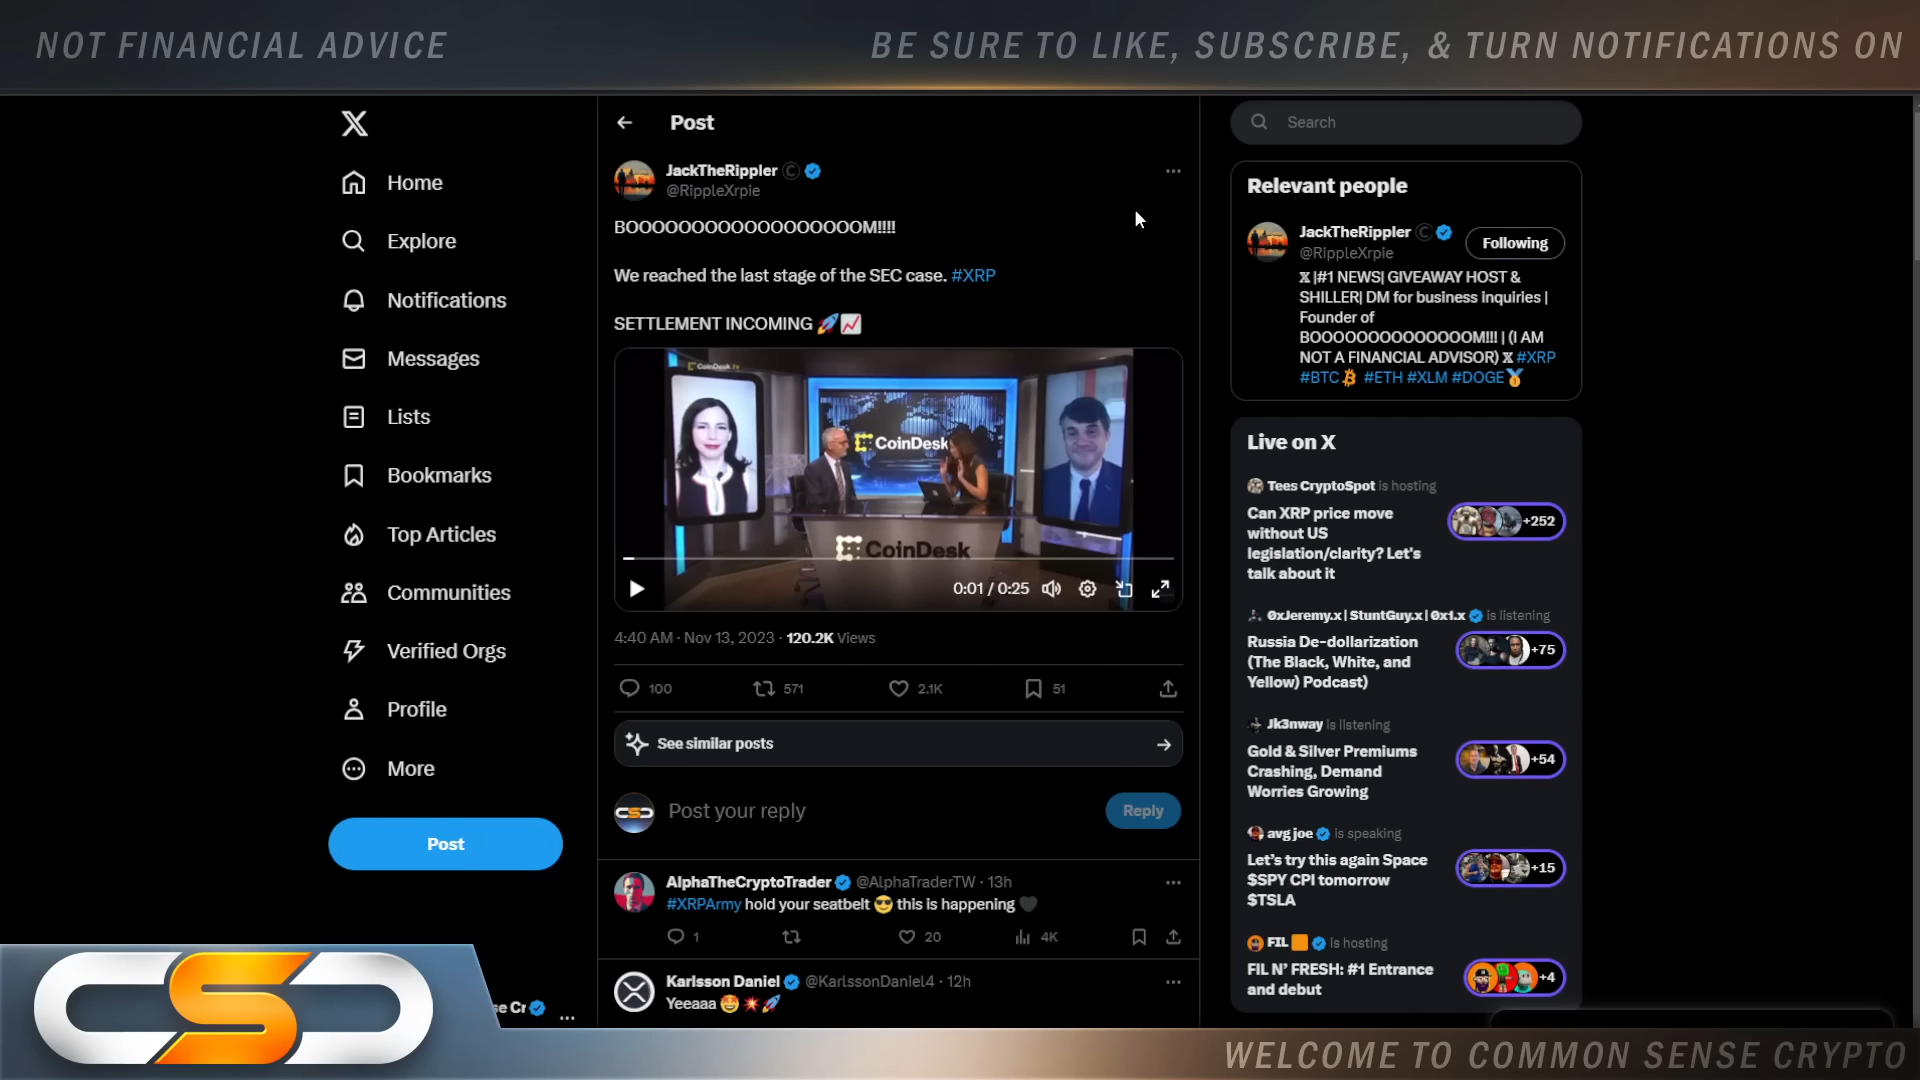 NOT FINANCIAL ADVICE
BE SURE TO LIKE, SUBSCRIBE, & TURN NOTIFICATIONS ON
Home
Explore
Notifications
Messages
Lists
Bookmarks
Top Articles
Communities
Verified Orgs
Profile
More
Post
se Cr
Post
JackTheRippler ©
@RippleXrpie
BOOOOOOOOOOOOOOOOOOM!!!!
We reached the last stage of the SEC case. #XRP
SETTLEMENT INCOMING 🚀📈
CoinDesk.tv
CoinDesk
CoinDesk
0:01 / 0:25
4:40 AM · Nov 13, 2023 · 120.2K Views
100 571 2.1K 51
See similar posts
Post your reply
Reply
AlphaTheCryptoTrader @AlphaTraderTW · 13h
#XRPArmy hold your seatbelt 😎 this is happening 🖤
1 20 4K
Karlsson Daniel @KarlssonDaniel4 · 12h
Yeeaaa 🤩💥🚀
Search
Relevant people
JackTheRippler ©
@RippleXrpie
Following
𝕏 |#1 NEWS| GIVEAWAY HOST &
SHILLER| DM for business inquiries |
Founder of
BOOOOOOOOOOOOOM!!! | (I AM
NOT A FINANCIAL ADVISOR) 𝕏 #XRP
#BTC #ETH #XLM #DOGE🥇
Live on X
Tees CryptoSpot is hosting
Can XRP price move
without US
legislation/clarity? Let's
talk about it
+252
0xJeremy.x | StuntGuy.x | 0x1.x is listening
Russia De-dollarization
(The Black, White, and
Yellow) Podcast)
+75
Jk3nway is listening
Gold & Silver Premiums
Crashing, Demand
Worries Growing
+54
avg joe is speaking
Let's try this again Space
$SPY CPI tomorrow
$TSLA
+15
FIL 🟧 is hosting
FIL N' FRESH: #1 Entrance
and debut
+4
CSC
WELCOME TO COMMON SENSE CRYPTO